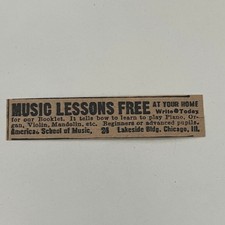 MUSIC LESSONS FREE AT YOUR HOME Write Today
for our Booklet. It tells how to learn to play Piano, Or-
gan, Violin, Mandolin, etc. Beginners or advanced pupils.
American School of Music, 26 Lakeside Bldg. Chicago, Ill.